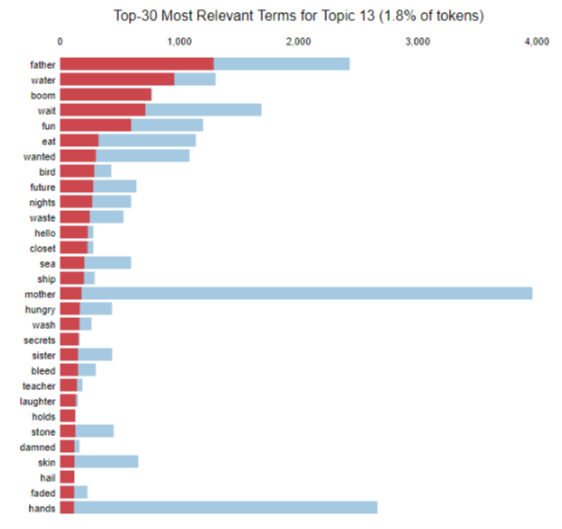 Top-30 Most Relevant Terms for Topic 13 (1.8% of tokens)
0 1,000 2,000 3,000 4,000
father
water
boom
wait
fun
eat
wanted
bird
future
nights
waste
hello
closet
sea
ship
mother
hungry
wash
secrets
sister
bleed
teacher
laughter
holds
stone
damned
skin
hail
faded
hands